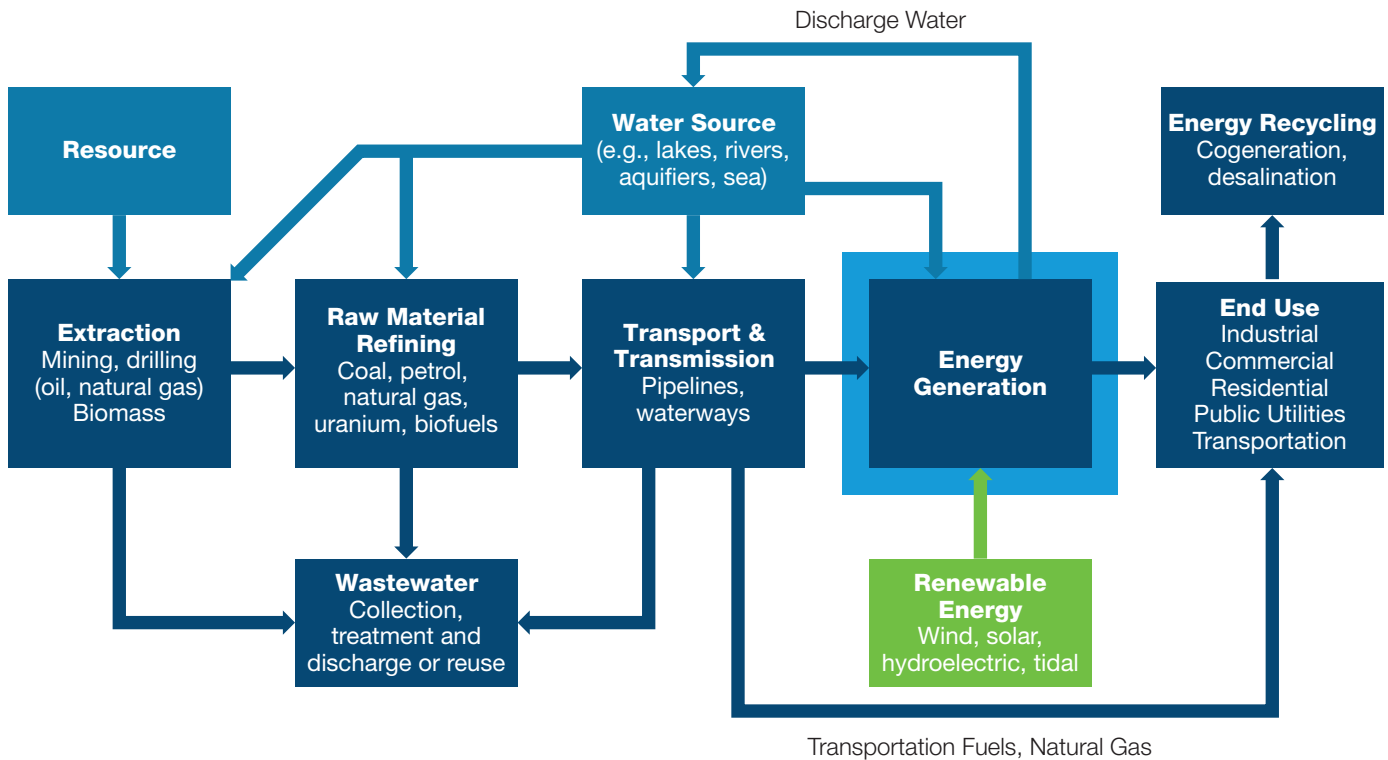 Discharge Water
Resource
Water Source
(e.g., lakes, rivers,
aquifiers, sea)
Energy Recycling
Cogeneration,
desalination
Extraction
Mining, drilling
(oil, natural gas)
Biomass
Raw Material
Refining
Coal, petrol,
natural gas,
uranium, biofuels
Transport &
Transmission
Pipelines,
waterways
Energy
Generation
End Use
Industrial
Commercial
Residential
Public Utilities
Transportation
Wastewater
Collection,
treatment and
discharge or reuse
Renewable
Energy
Wind, solar,
hydroelectric, tidal
Transportation Fuels, Natural Gas